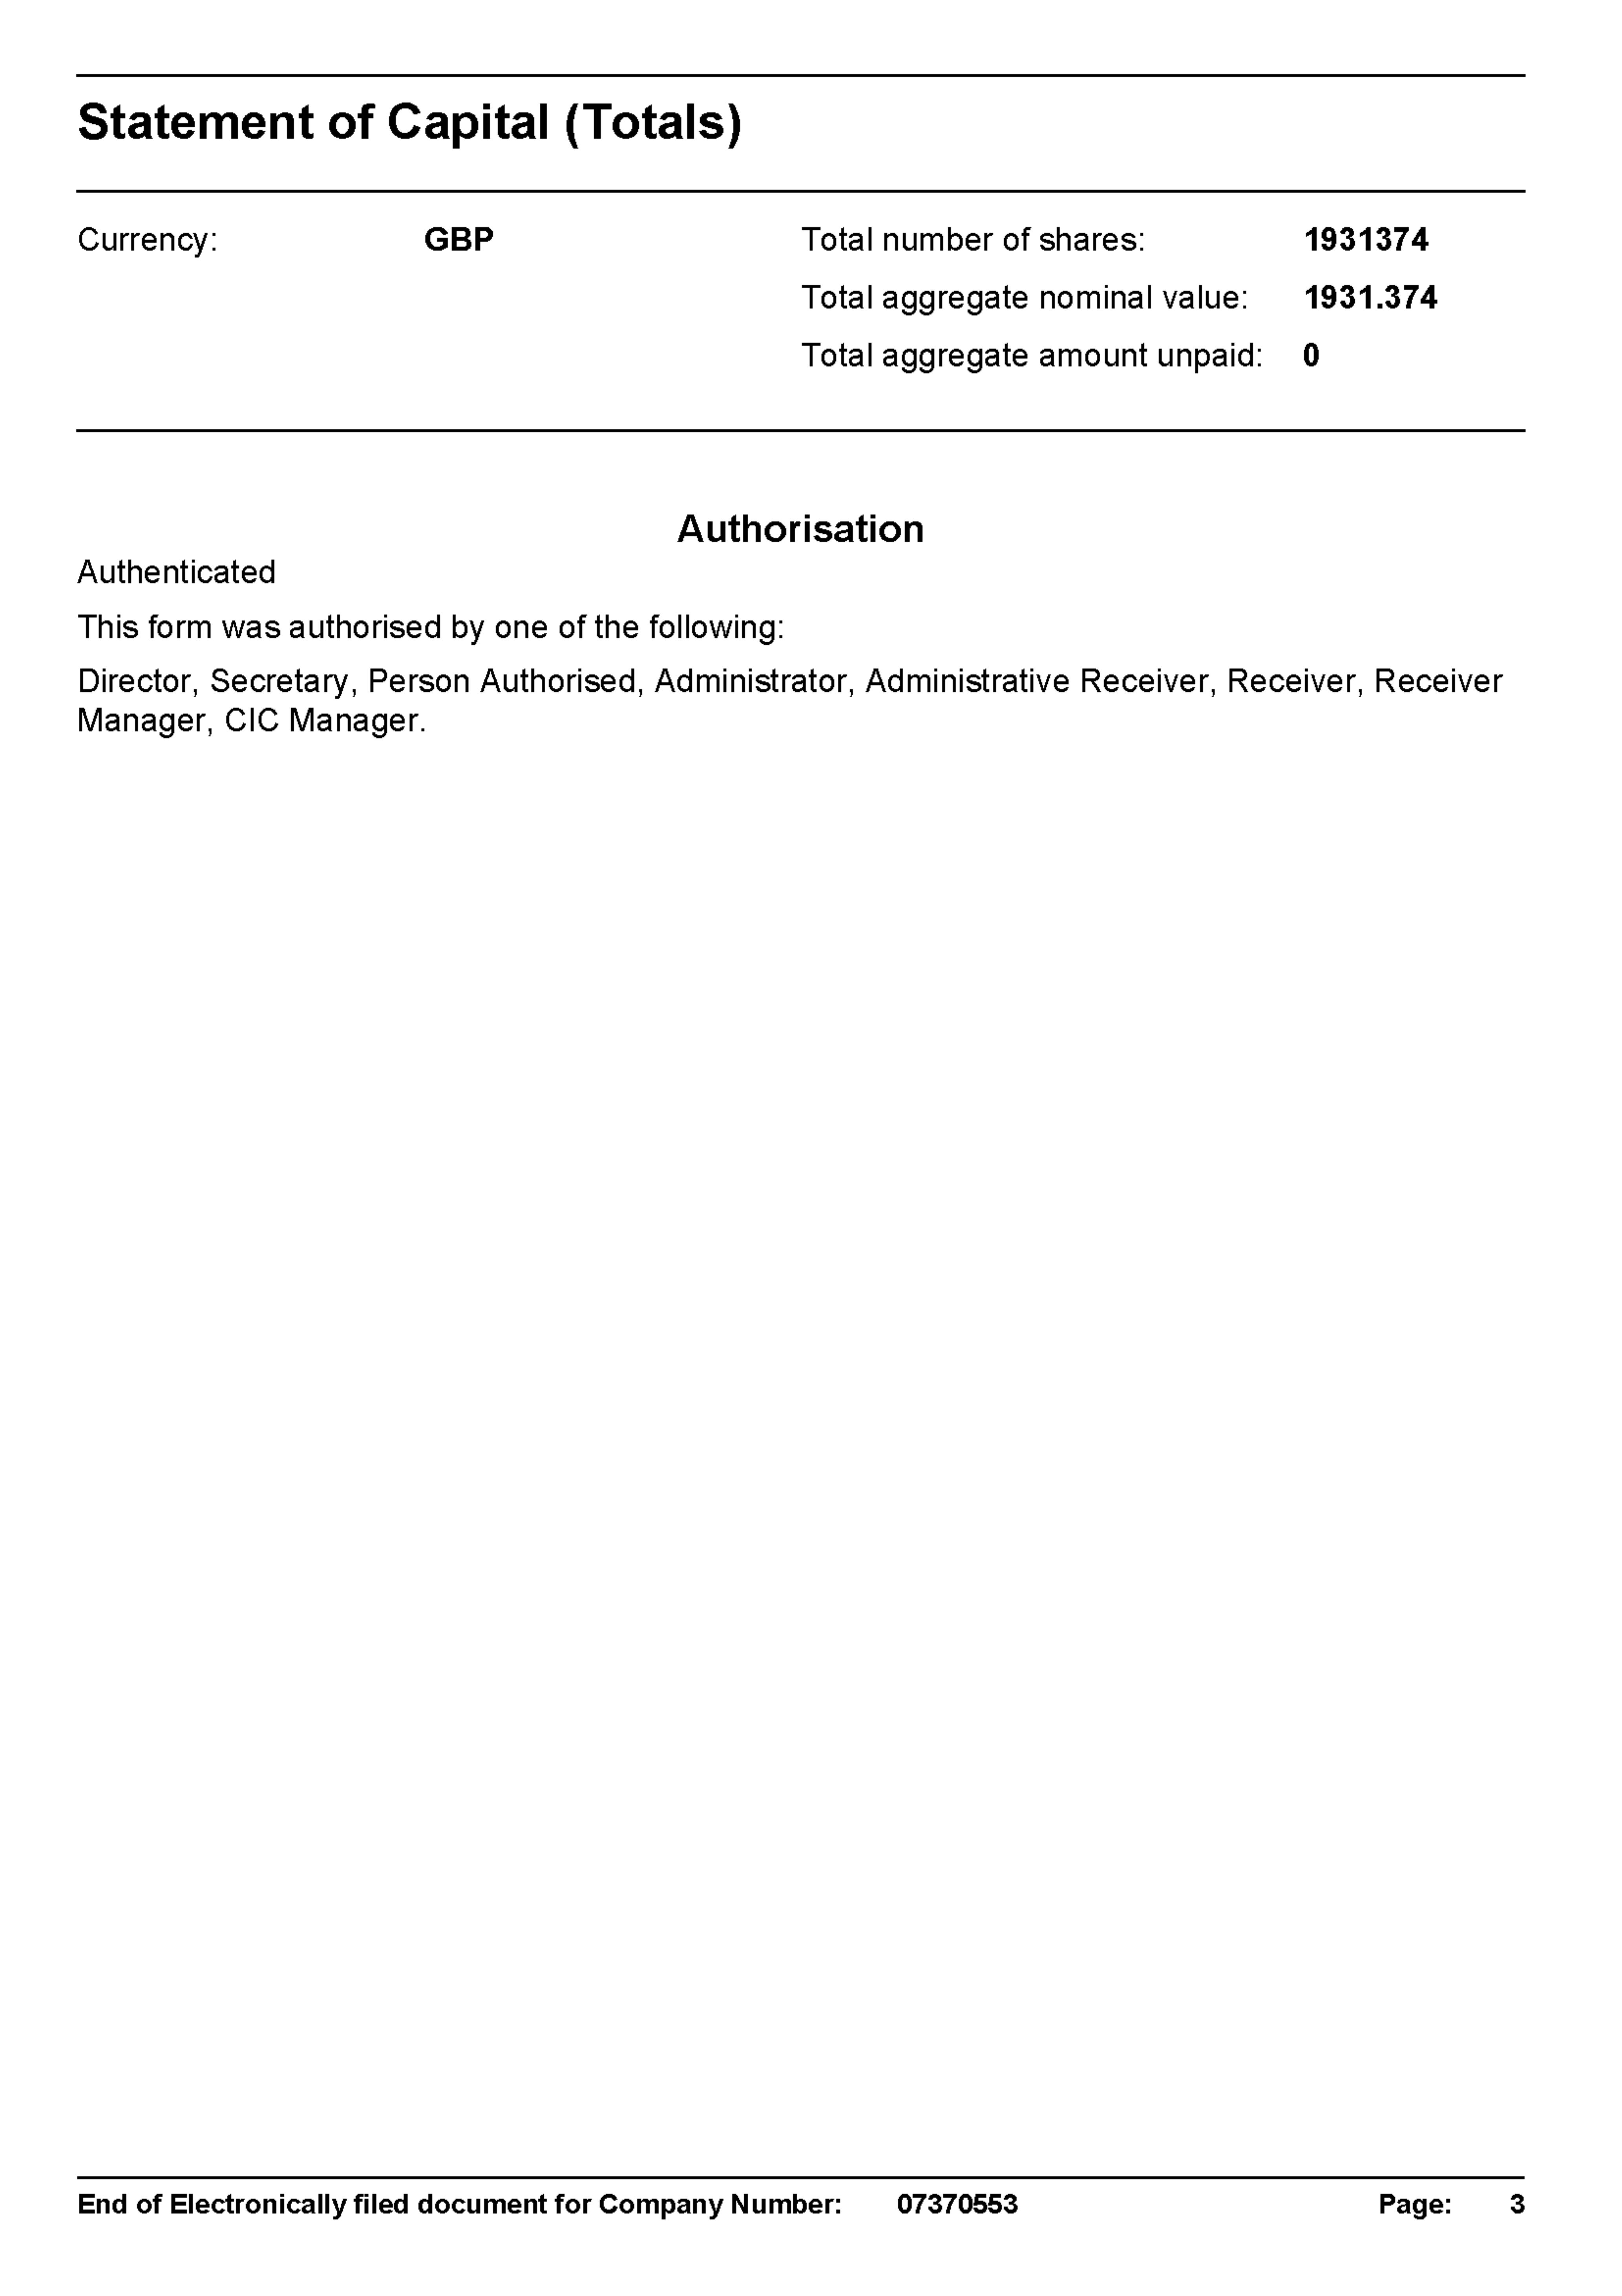 Statement of Capital (Totals)
Currency: GBP Total number of shares: 1931374
Total aggregate nominal value: 1931.374
Total aggregate amount unpaid: 0
Authorisation
Authenticated
This form was authorised by one of the following:
Director, Secretary, Person Authorised, Administrator, Administrative Receiver, Receiver, Receiver
Manager, CIC Manager.
End of Electronically filed document for Company Number: 07370553 Page: 3